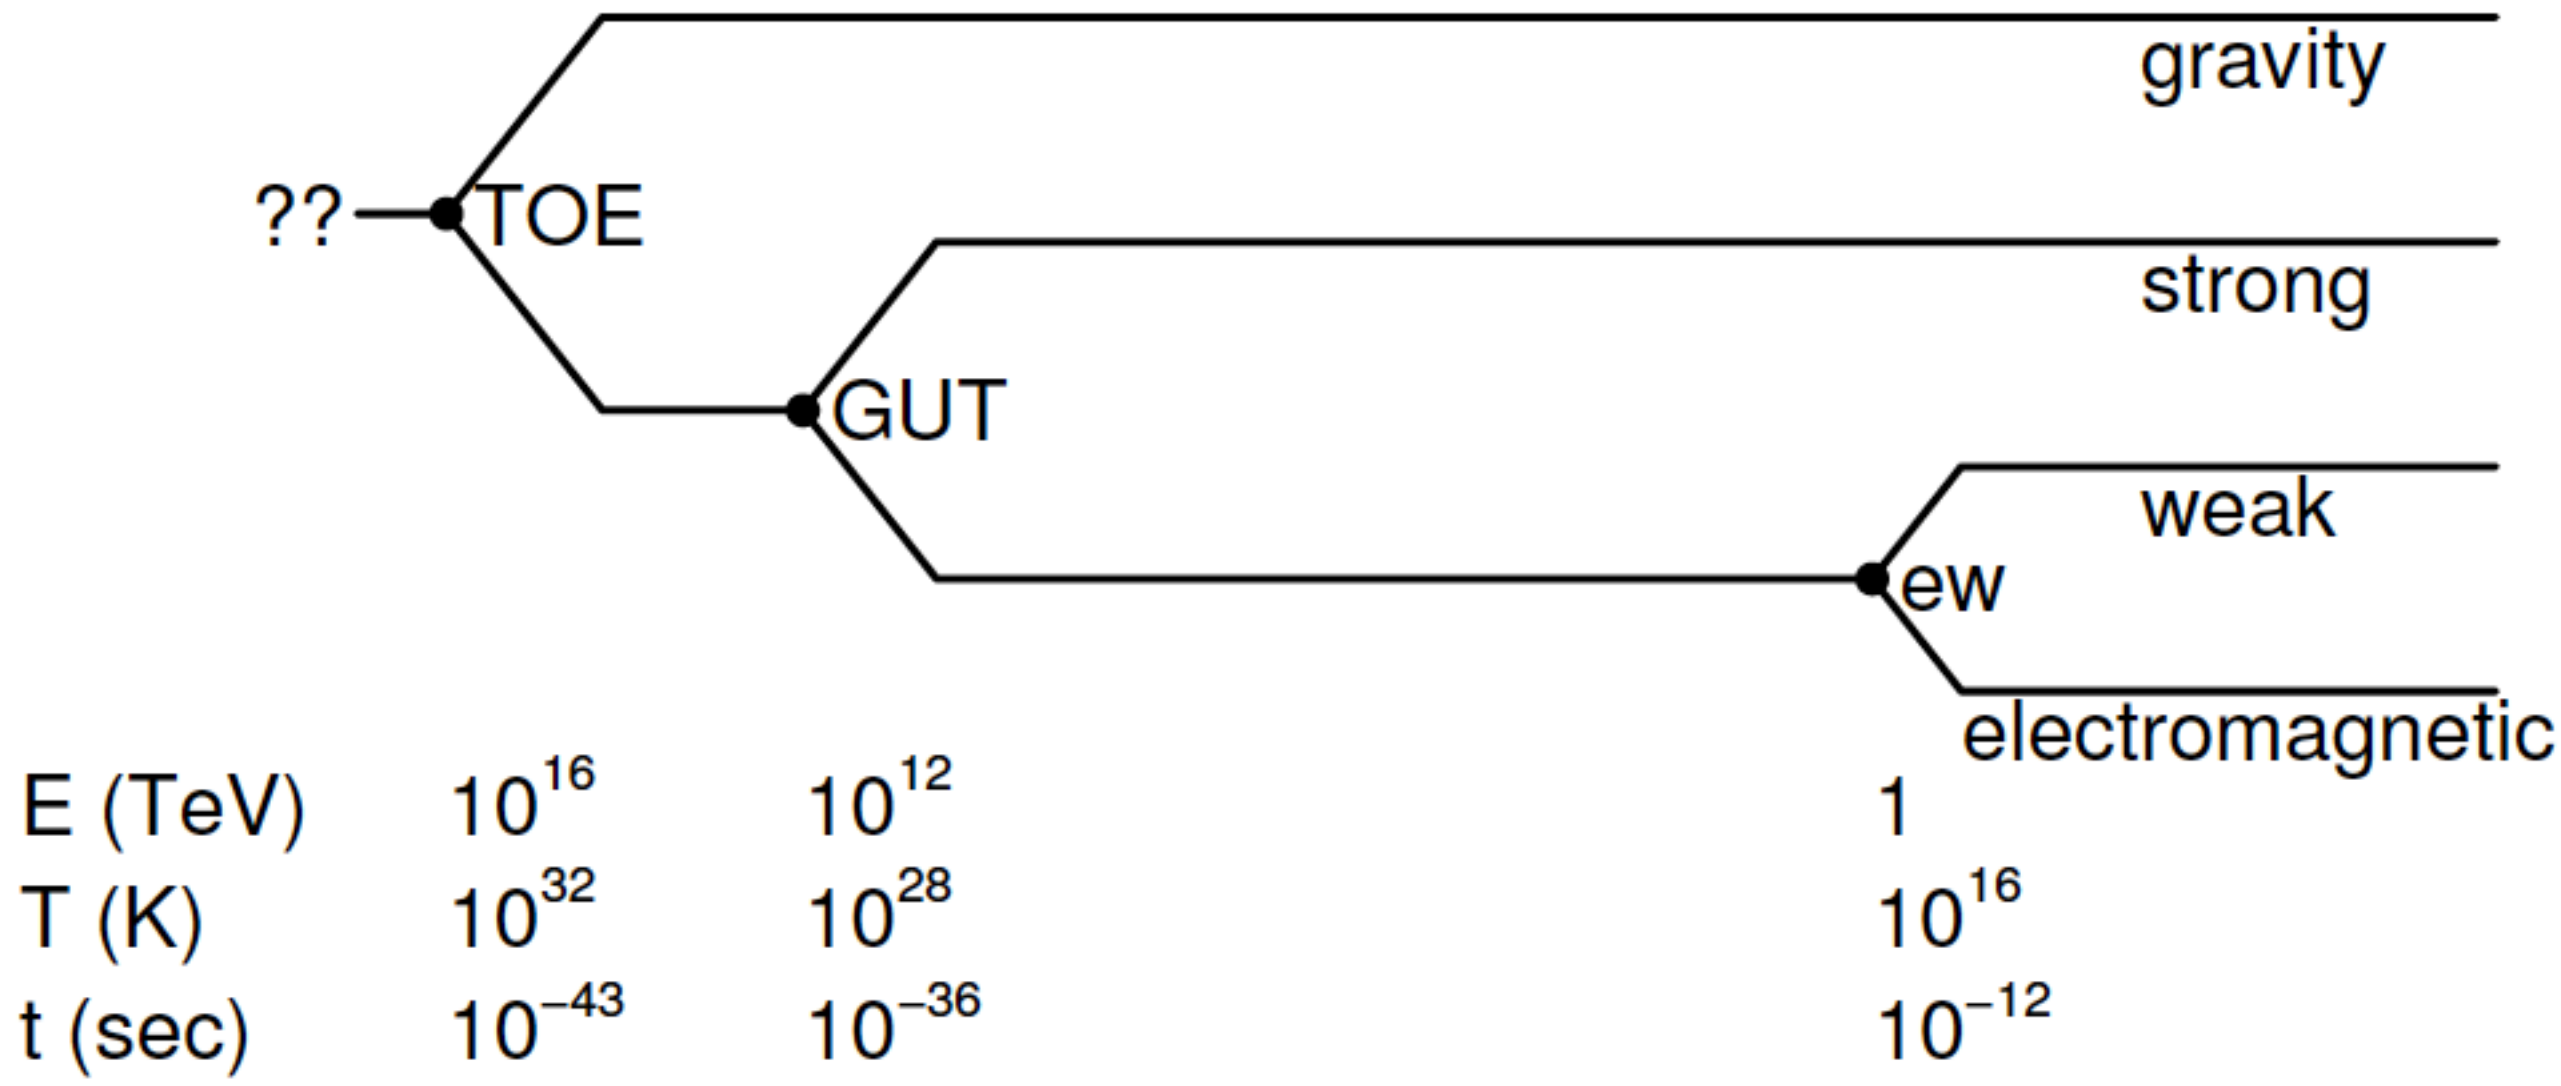 gravity
?? TOE
strong
GUT
weak
ew
electromagnetic
E (TeV) 10^16 10^12 1
T (K) 10^32 10^28 10^16
t (sec) 10^−43 10^−36 10^−12